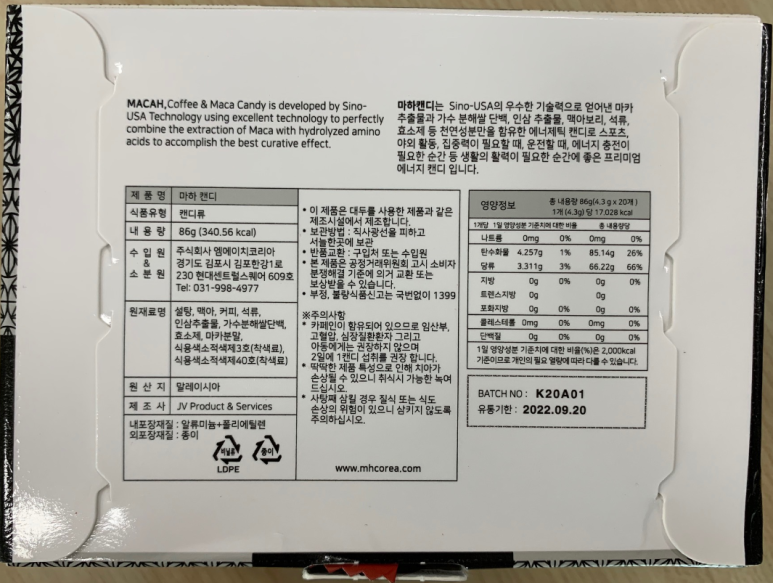 MACAH,Coffee & Maca Candy is developed by Sino-
USA Technology using excellent technology to perfectly
combine the extraction of Maca with hydrolyzed amino
acids to accomplish the best curative effect.
마하캔디는 Sino-USA의 우수한 기술력으로 얻어낸 마카
추출물과 가수 분해쌀 단백, 인삼 추출물, 맥아보리, 석류,
효소제 등 천연성분만을 함유한 에너제틱 캔디로 스포츠,
야외 활동, 집중력이 필요할 때, 운전할 때, 에너지 충전이
필요한 순간 등 생활의 활력이 필요한 순간에 좋은 프리미엄
에너지 캔디 입니다.
제 품 명 마하 캔디
식품유형 캔디류
내 용 량 86g (340.56 kcal)
수 입 원
&
소 분 원
주식회사 엠에이치코리아
경기도 김포시 김포한강1로
230 현대센트럴스퀘어 609호
Tel: 031-998-4977
원재료명 설탕, 맥아, 커피, 석류,
인삼추출물, 가수분해쌀단백,
효소제, 마카분말,
식용색소적색제3호(착색료),
식용색소적색제40호(착색료)
원 산 지 말레이시아
제 조 사 JV Product & Services
내포장재질 : 알류미늄+폴리에틸렌
외포장재질 : 종이
비닐류
LDPE
종이
• 이 제품은 대두를 사용한 제품과 같은
제조시설에서 제조합니다.
• 보관방법 : 직사광선을 피하고
서늘한곳에 보관
• 반품교환 : 구입처 또는 수입원
• 본 제품은 공정거래위원회 고시 소비자
분쟁해결 기준에 의거 교환 또는
보상받을 수 있습니다.
• 부정, 불량식품신고는 국번없이 1399
※주의사항
* 카페인이 함유되어 있으므로 임산부,
고혈압, 심장질환환자 그리고
아동에게는 권장하지 않으며
2일에 1캔디 섭취를 권장 합니다.
* 딱딱한 제품 특성으로 인해 치아가
손상될 수 있으니 취식시 가능한 녹여
드십시오.
* 사탕째 삼킬 경우 질식 또는 식도
손상의 위험이 있으니 삼키지 않도록
주의하십시오.
www.mhcorea.com
영양정보
총 내용량 86g(4.3 g x 20개 )
1개 (4.3g) 당 17.028 kcal
1개당 1일 영양성분 기준치에 대한 비율 총 내용량당
나트륨 0mg 0% 0mg 0%
탄수화물 4.257g 1% 85.14g 26%
당류 3.311g 3% 66.22g 66%
지방 0g 0% 0g 0%
트랜스지방 0g 0g
포화지방 0g 0% 0g 0%
콜레스테롤 0mg 0% 0mg 0%
단백질 0g 0% 0g 0%
1일 영양성분 기준치에 대한 비율(%)은 2,000kcal
기준이므로 개인의 필요 열량에 따라 다를 수 있습니다.
BATCH NO : K20A01
유통기한 : 2022.09.20